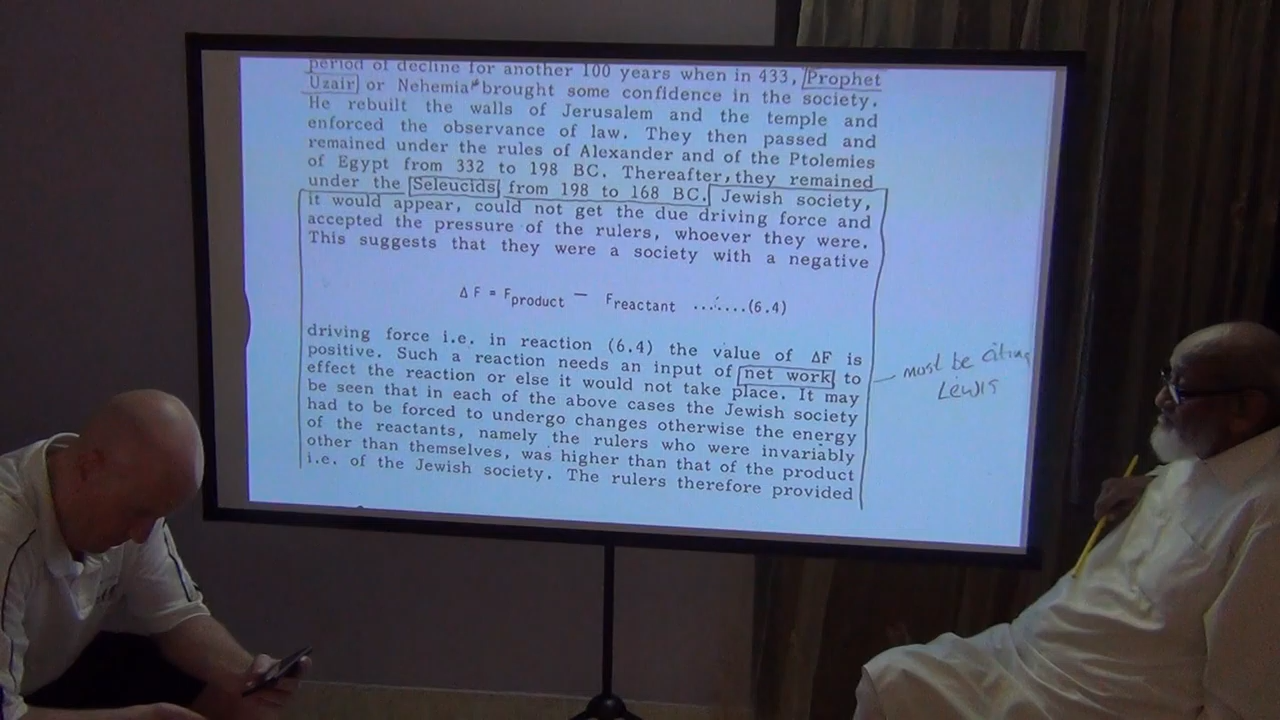 period of decline for another 100 years when in 433, Prophet
Uzair or Nehemia* brought some confidence in the society.
He rebuilt the walls of Jerusalem and the temple and
enforced the observance of law. They then passed and
remained under the rules of Alexander and of the Ptolemies
of Egypt from 332 to 198 BC. Thereafter, they remained
under the Seleucids from 198 to 168 BC. Jewish society,
it would appear, could not get the due driving force and
accepted the pressure of the rulers, whoever they were.
This suggests that they were a society with a negative
Δ F = Fproduct — Freactant .......(6.4)
driving force i.e. in reaction (6.4) the value of ΔF is
positive. Such a reaction needs an input of net work to
effect the reaction or else it would not take place. It may
be seen that in each of the above cases the Jewish society
had to be forced to undergo changes otherwise the energy
of the reactants, namely the rulers who were invariably
other than themselves, was higher than that of the product
i.e. of the Jewish society. The rulers therefore provided
must be citing
Lewis